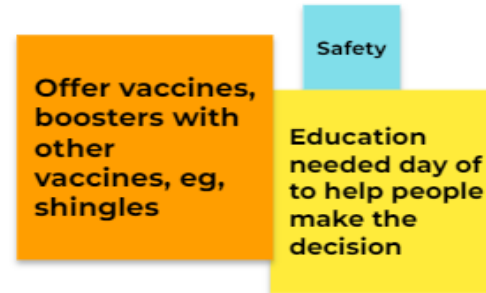 Offer vaccines,
boosters with
other
vaccines, eg,
shingles
Safety
Education
needed day of
to help people
make the
decision